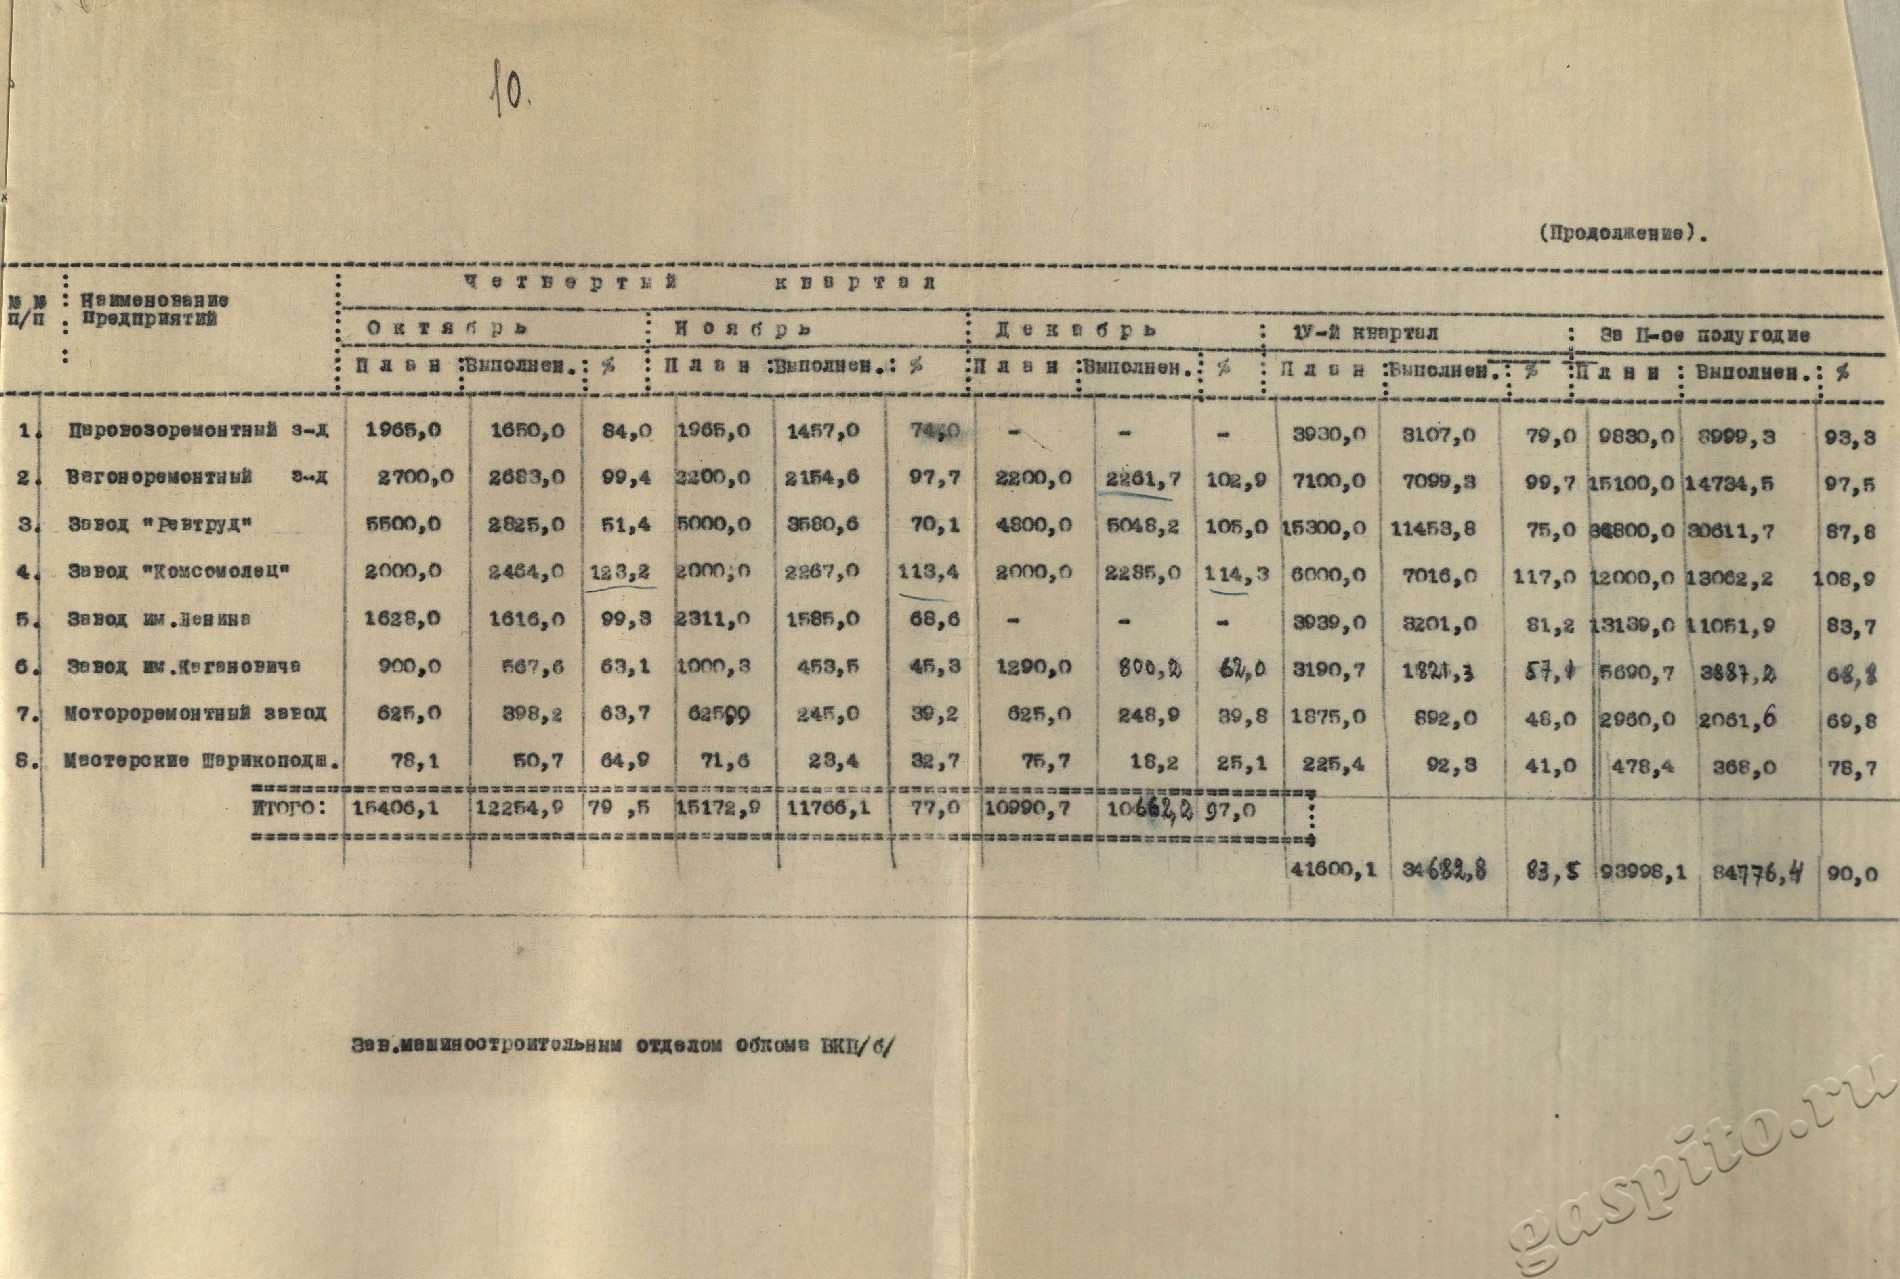 10.
(Продолжение).
Четвертый квартал
№№ Наименование
п/п предприятий
Октябрь Ноябрь Декабрь 1У-й квартал За П-ое полугодие
План Выполнен. % План Выполнен. % План Выполнен. % План Выполнен. % План Выполнен. %
1. Паровозоремонтный з-д 1965,0 1650,0 84,0 1965,0 1457,0 74,0 - - - 3930,0 3107,0 79,0 9830,0 8999,3 93,3
2. Вагоноремонтный з-д 2700,0 2683,0 99,4 2200,0 2154,6 97,7 2200,0 2261,7 102,9 7100,0 7099,3 99,7 15100,0 14734,5 97,5
3. Завод "Ревтруд" 5500,0 2825,0 51,4 5000,0 3580,6 70,1 4800,0 5048,2 105,0 15300,0 11453,8 75,0 34800,0 30611,7 87,8
4. Завод "Комсомолец" 2000,0 2464,0 123,2 2000,0 2267,0 113,4 2000,0 2285,0 114,3 6000,0 7016,0 117,0 12000,0 13062,2 108,9
5. Завод им.Ленина 1628,0 1616,0 99,3 2311,0 1585,0 68,6 - - - 3939,0 3201,0 81,2 13139,0 11051,9 83,7
6. Завод им.Кагановича 900,0 567,6 63,1 1000,3 453,5 45,3 1290,0 800,2 62,0 3190,7 1821,3 57,1 5690,7 3887,2 68,8
7. Мотороремонтный завод 625,0 398,2 63,7 62599 245,0 39,2 625,0 248,9 39,8 1875,0 892,0 48,0 2960,0 2061,6 69,8
8. Мастерские Шарикоподш. 78,1 50,7 64,9 71,6 23,4 32,7 75,7 18,2 25,1 225,4 92,3 41,0 478,4 368,0 78,7
ИТОГО: 15406,1 12254,9 79 ,5 15172,9 11766,1 77,0 10990,7 10662,2 97,0
41600,1 34682,8 83,5 93998,1 84776,4 90,0
Зав.машиностроительным отделом обкома ВКП/б/
gaspito.ru